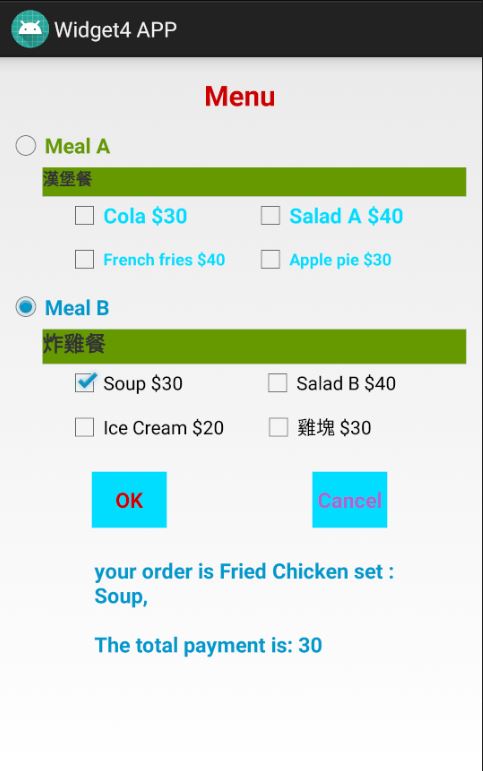 Widget4 APP
Menu
Meal A
漢堡餐
Cola $30 Salad A $40
French fries $40 Apple pie $30
Meal B
炸雞餐
Soup $30 Salad B $40
Ice Cream $20 雞塊 $30
OK Cancel
your order is Fried Chicken set :
Soup,
The total payment is: 30